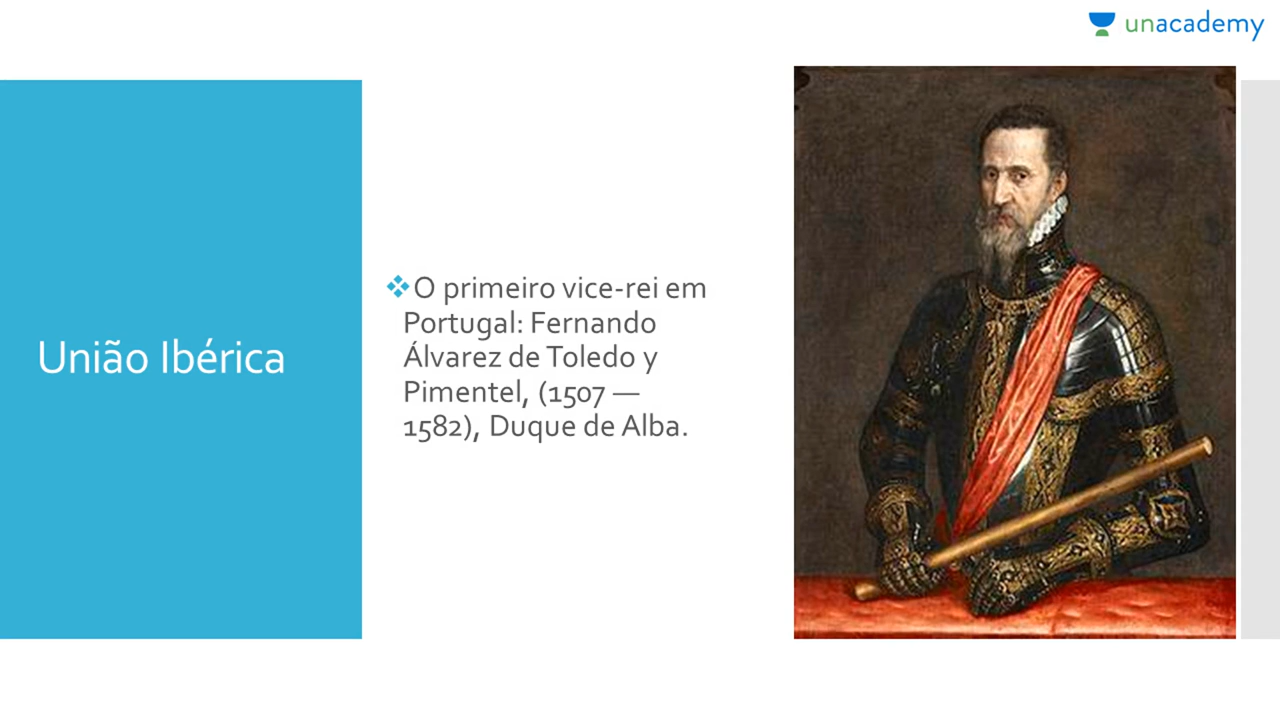 unacademy
União Ibérica
❖O primeiro vice-rei em
Portugal: Fernando
Álvarez de Toledo y
Pimentel, (1507 —
1582), Duque de Alba.